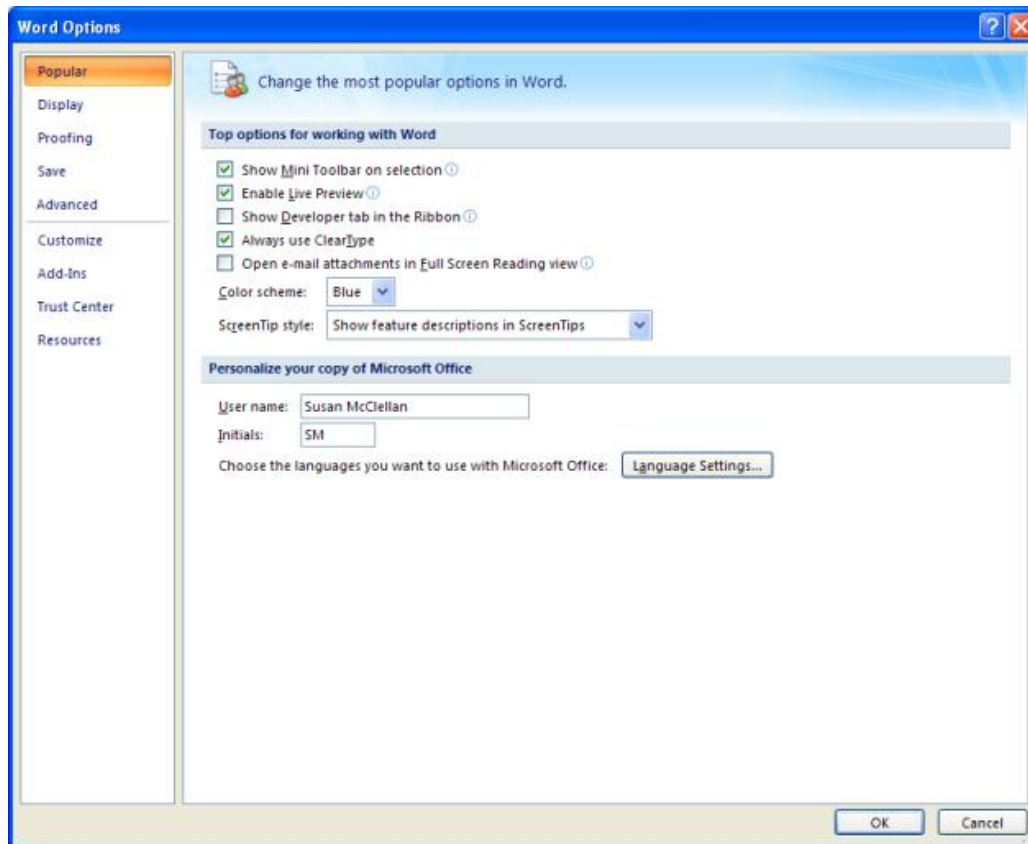 Word Options
Popular
Display
Proofing
Save
Advanced
Customize
Add-Ins
Trust Center
Resources
Change the most popular options in Word.
Top options for working with Word
Show Mini Toolbar on selection
Enable Live Preview
Show Developer tab in the Ribbon
Always use ClearType
Open e-mail attachments in Full Screen Reading view
Color scheme: Blue
ScreenTip style: Show feature descriptions in ScreenTips
Personalize your copy of Microsoft Office
User name: Susan McClellan
Initials: SM
Choose the languages you want to use with Microsoft Office: Language Settings...
OK Cancel